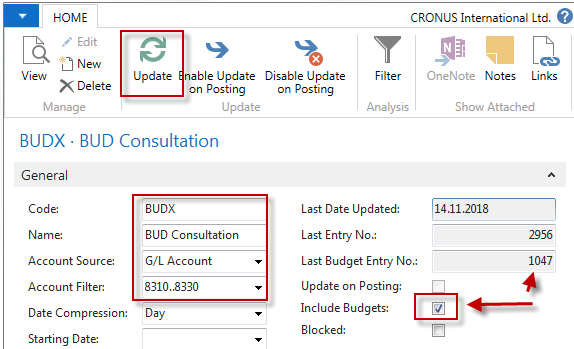 HOME
CRONUS International Ltd.
View
Edit
New
Delete
Manage
Update
Enable Update
on Posting
Disable Update
on Posting
Update
Filter
Analysis
OneNote
Notes
Links
Show Attached
BUDX · BUD Consultation
General
Code: BUDX
Name: BUD Consultation
Account Source: G/L Account
Account Filter: 8310..8330
Date Compression: Day
Starting Date:
Last Date Updated: 14.11.2018
Last Entry No.: 2956
Last Budget Entry No.: 1047
Update on Posting:
Include Budgets:
Blocked: